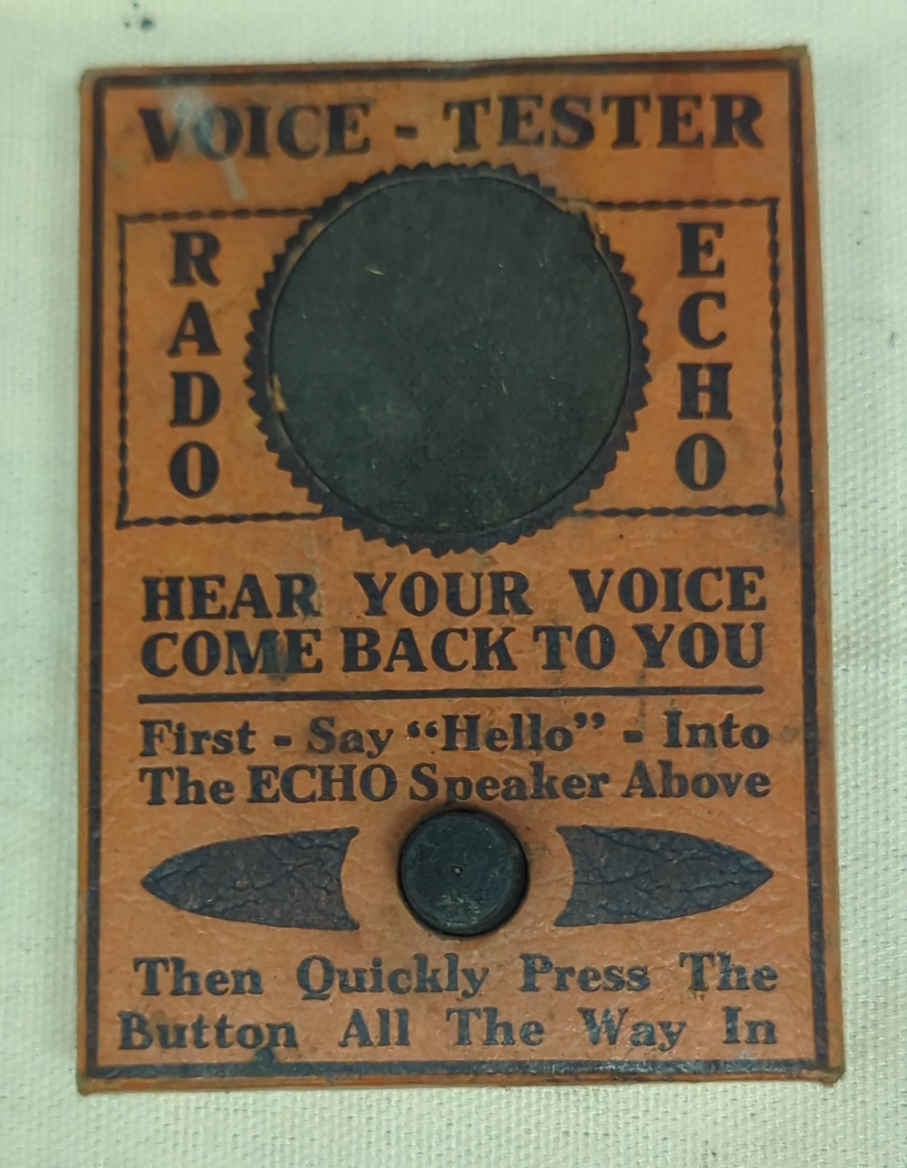 VOICE - TESTER
RADO
ECHO
HEAR YOUR VOICE
COME BACK TO YOU
First - Say “Hello” - Into
The ECHO Speaker Above
Then Quickly Press The
Button All The Way In